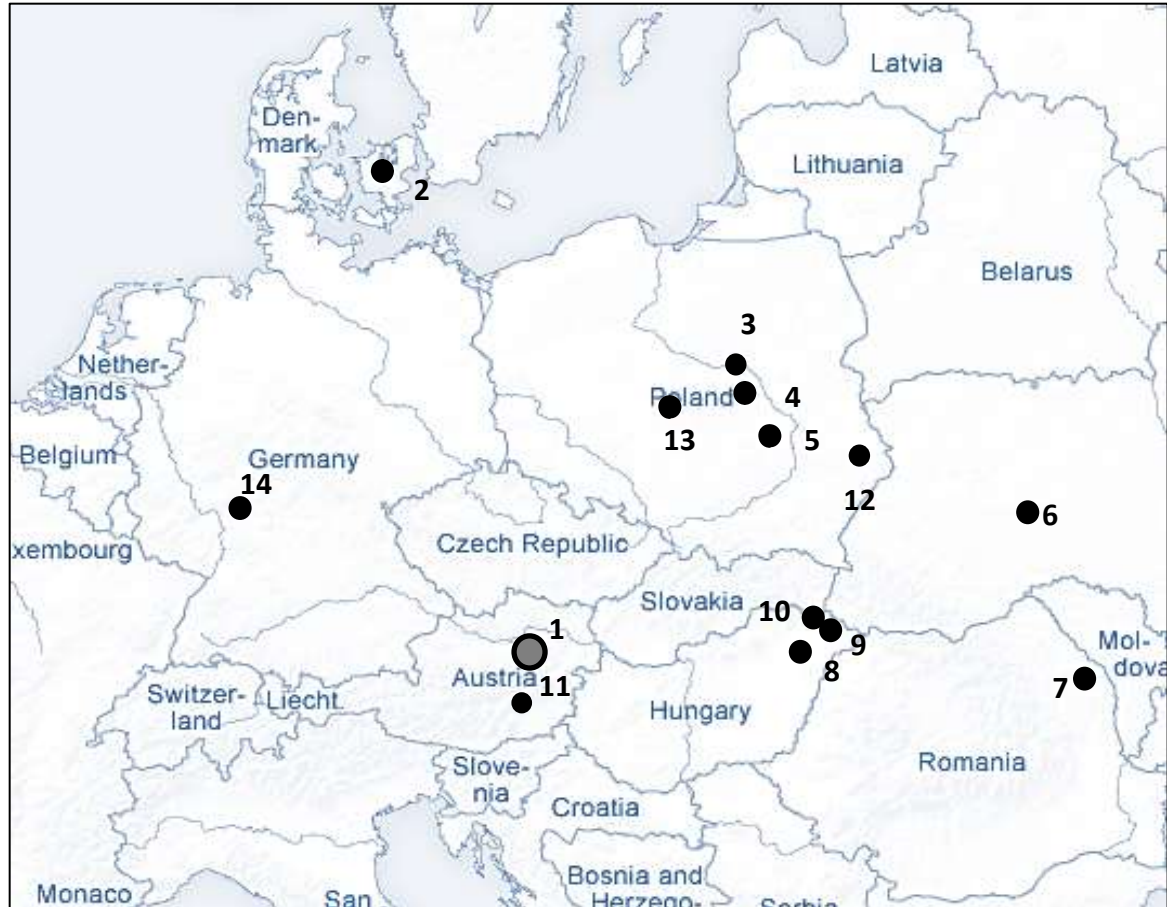 Latvia
Den-
mark
Lithuania
2
Belarus
3
Nether-
lands
Poland
4
13
5
Belgium
Germany
14
12
6
xembourg
Czech Republic
Slovakia
10
1
9
Mol-
dova
8
Austria
11
7
Switzer-
land
Liecht.
Hungary
Romania
Slove-
nia
Croatia
Bosnia and
Herzego-
Serbia
Monaco
San